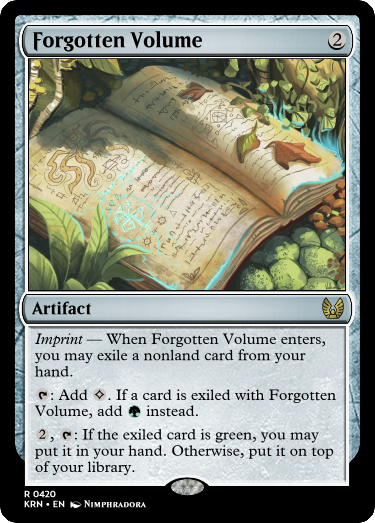 Forgotten Volume 2
Artifact
Imprint — When Forgotten Volume enters,
you may exile a nonland card from your
hand.
: Add . If a card is exiled with Forgotten
Volume, add instead.
2 , : If the exiled card is green, you may
put it in your hand. Otherwise, put it on top
of your library.
R 0420
KRN • EN Nimphradora